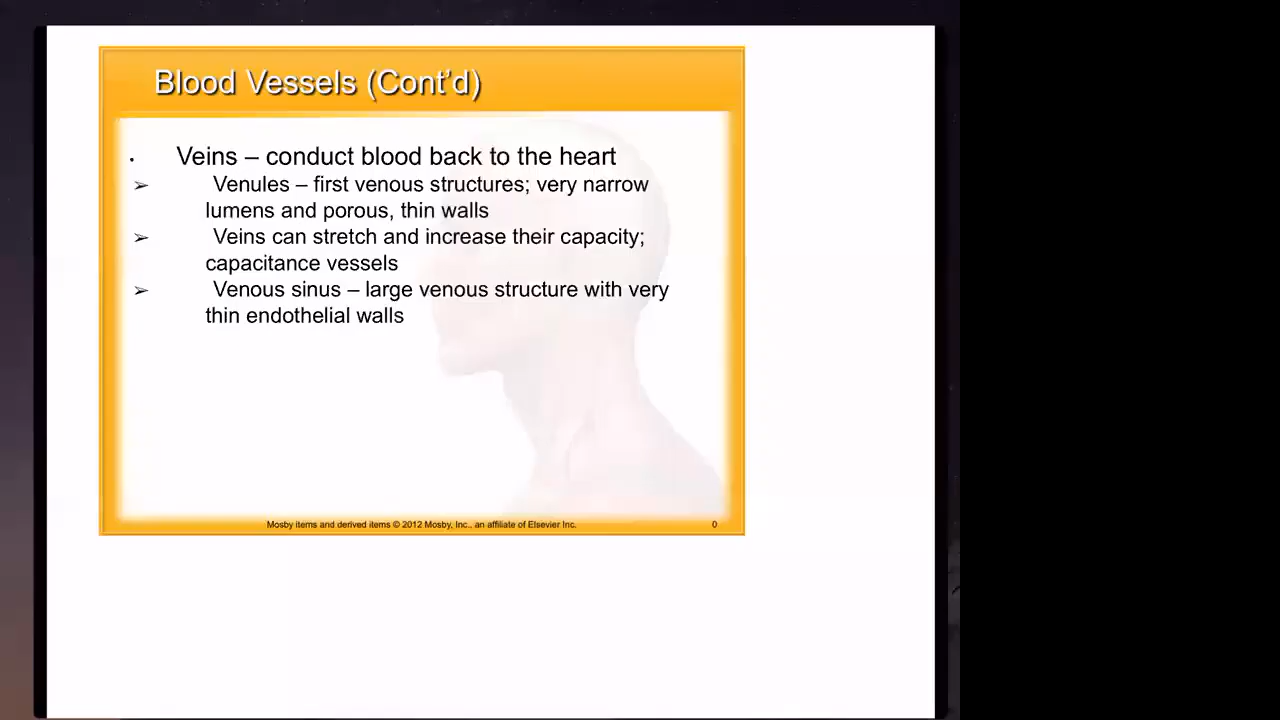 Blood Vessels (Cont’d)
• Veins – conduct blood back to the heart
➢ Venules – first venous structures; very narrow
lumens and porous, thin walls
➢ Veins can stretch and increase their capacity;
capacitance vessels
➢ Venous sinus – large venous structure with very
thin endothelial walls
Mosby items and derived items © 2012 Mosby, Inc., an affiliate of Elsevier Inc. 0